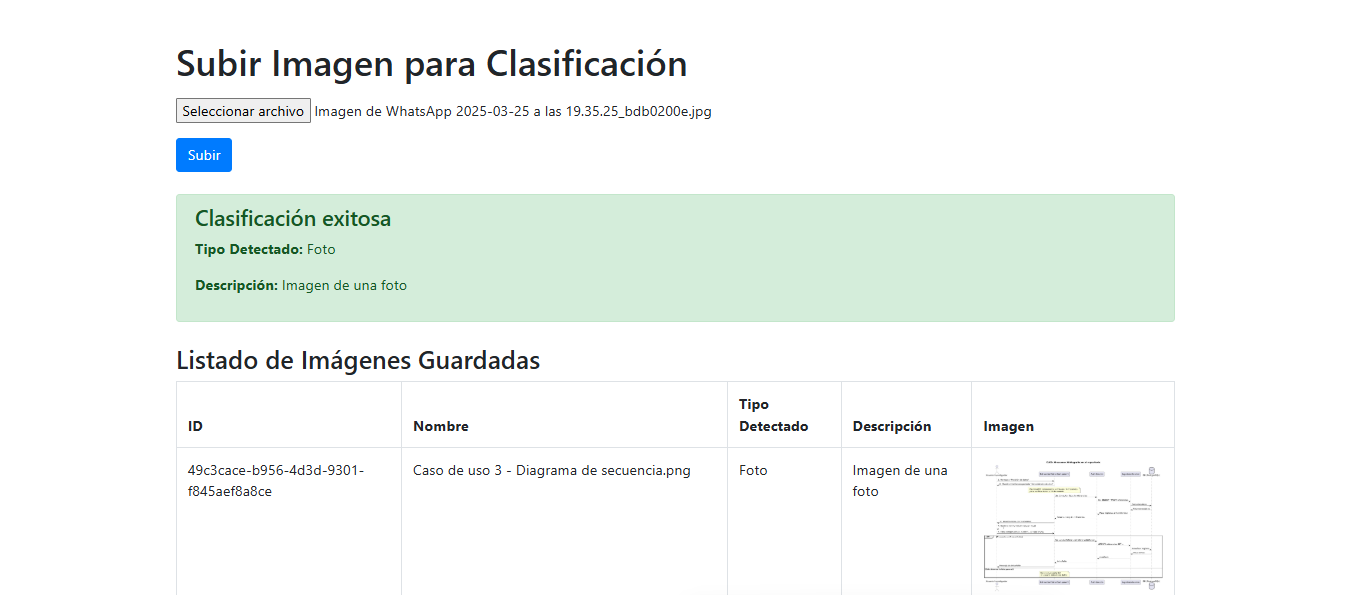 Subir Imagen para Clasificación
Seleccionar archivo Imagen de WhatsApp 2025-03-25 a las 19.35.25_bdb0200e.jpg
Subir
Clasificación exitosa
Tipo Detectado: Foto
Descripción: Imagen de una foto
Listado de Imágenes Guardadas
ID Nombre Tipo Detectado Descripción Imagen
49c3cace-b956-4d3d-9301- Caso de uso 3 - Diagrama de secuencia.png Foto Imagen de una
f845aef8a8ce foto